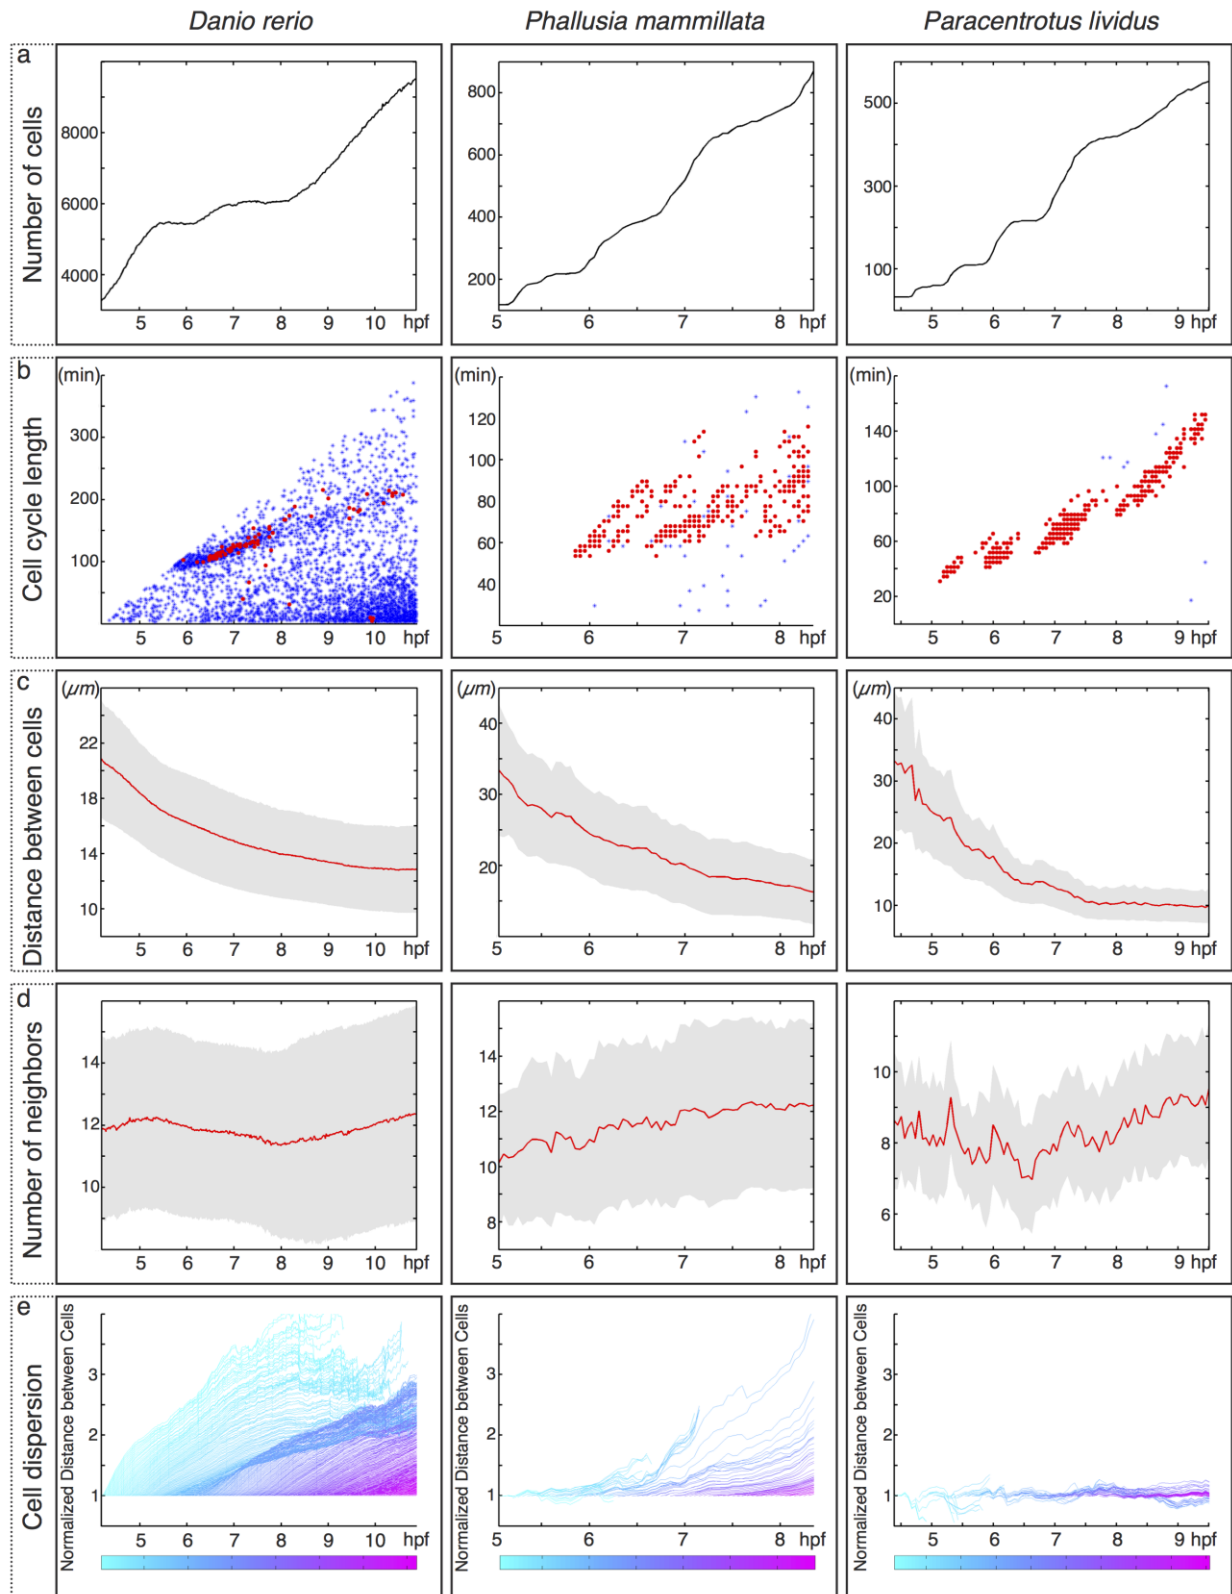 Danio rerio Phallusia mammillata Paracentrotus lividus
a
Number of cells
8000
6000
4000
5 6 7 8 9 10 hpf
800
600
400
200
5 6 7 8 hpf
500
300
100
5 6 7 8 9 hpf
b
Cell cycle length
(min)
300
200
100
5 6 7 8 9 10 hpf
(min)
120
100
80
60
40
5 6 7 8 hpf
(min)
140
100
60
20
5 6 7 8 9 hpf
c
Distance between cells
(μm)
22
18
14
10
5 6 7 8 9 10 hpf
(μm)
40
30
20
5 6 7 8 hpf
(μm)
40
30
20
10
5 6 7 8 9 hpf
d
Number of neighbors
14
12
10
5 6 7 8 9 10 hpf
14
12
10
8
5 6 7 8 hpf
10
8
6
5 6 7 8 9 hpf
e
Cell dispersion
Normalized Distance between Cells
3
2
1
5 6 7 8 9 10 hpf
Normalized Distance between Cells
3
2
1
5 6 7 8 hpf
Normalized Distance between Cells
3
2
1
5 6 7 8 9 hpf